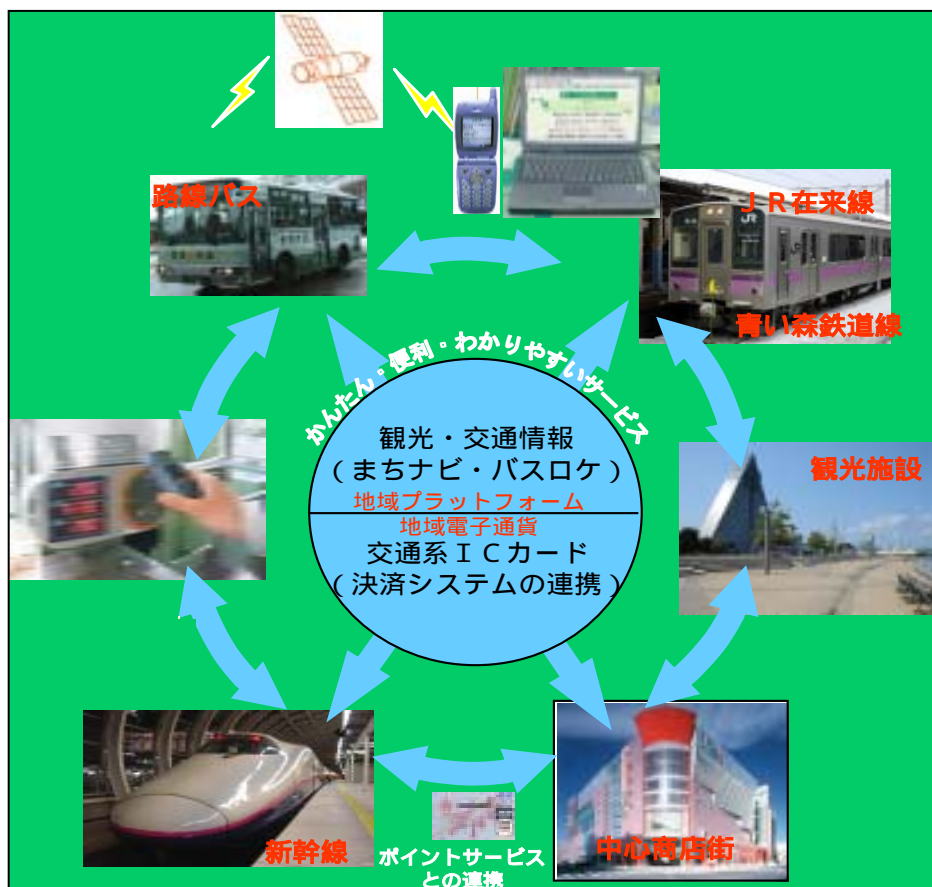 路線バス
ＪＲ在来線
青い森鉄道線
かんたん・便利・わかりやすいサービス
観光・交通情報
（まちナビ・バスロケ）
地域プラットフォーム
地域電子通貨
交通系ＩＣカード
（決済システムの連携）
観光施設
新幹線
ポイントサービス
との連携
中心商店街